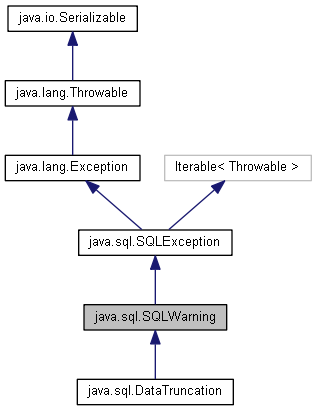 java.io.Serializable
java.lang.Throwable
java.lang.Exception
Iterable< Throwable >
java.sql.SQLException
java.sql.SQLWarning
java.sql.DataTruncation